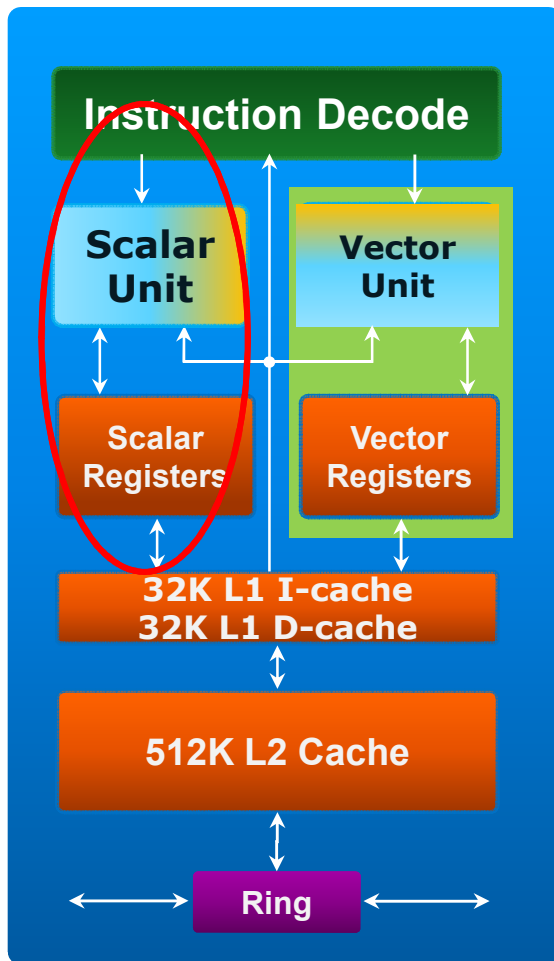 Instruction Decode
Scalar
Unit
Vector
Unit
Scalar
Registers
Vector
Registers
32K L1 I-cache
32K L1 D-cache
512K L2 Cache
Ring